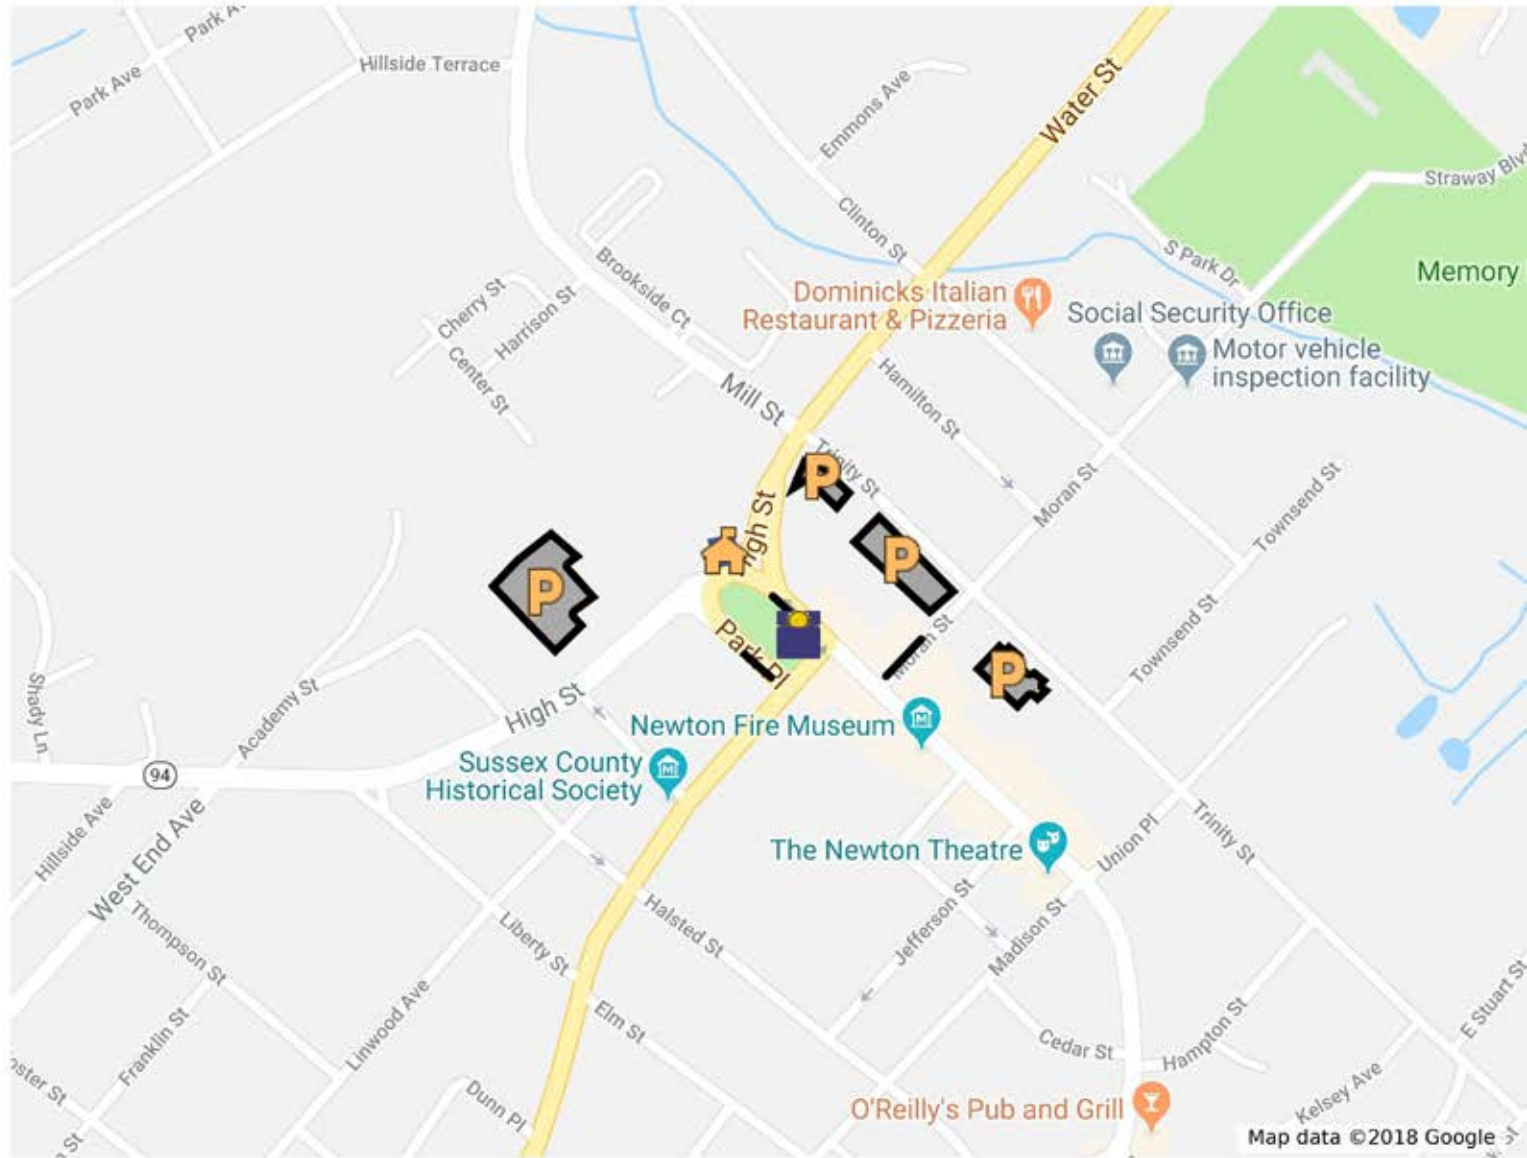 Park Ave
Park
Hillside Terrace
Emmons Ave
Water St
Straway Blvd
Clinton St
S Park Dr
Memory
Brookside Ct
Cherry St
Harrison St
Center St
Dominicks Italian
Restaurant & Pizzeria
Social Security Office
Motor vehicle
inspection facility
Mill St
Hamilton St
Trinity St
P
Moran St
Townsend St
High St
P
P
Moran St
Townsend St
Park Pl
P
Shady Ln
Academy St
High St
Newton Fire Museum
Sussex County
Historical Society
94
Hillside Ave
West End Ave
The Newton Theatre
Union Pl
Trinity St
Thompson St
Liberty St
Halsted St
Jefferson St
Madison St
Franklin St
Linwood Ave
Elm St
Cedar St
Hampton St
E Stuart St
oster St
Dunn Pl
O'Reilly's Pub and Grill
Kelsey Ave
n St
Map data ©2018 Google